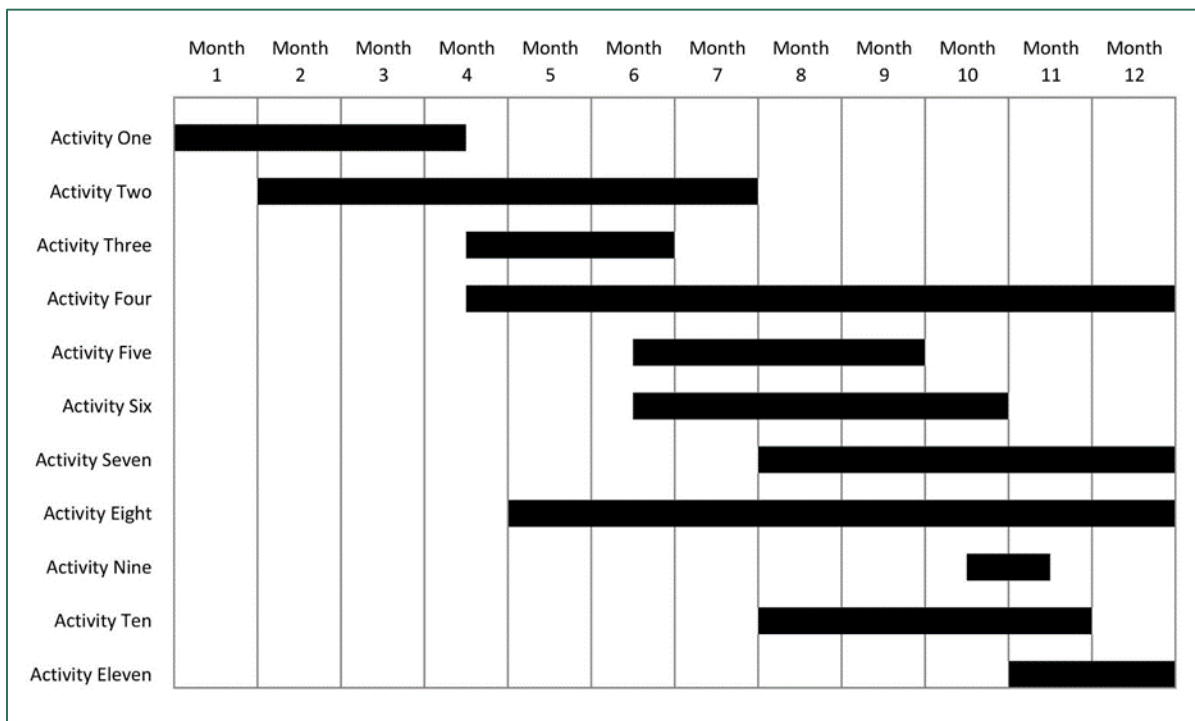 Month Month Month Month Month Month Month Month Month Month Month Month
1 2 3 4 5 6 7 8 9 10 11 12
Activity One
Activity Two
Activity Three
Activity Four
Activity Five
Activity Six
Activity Seven
Activity Eight
Activity Nine
Activity Ten
Activity Eleven